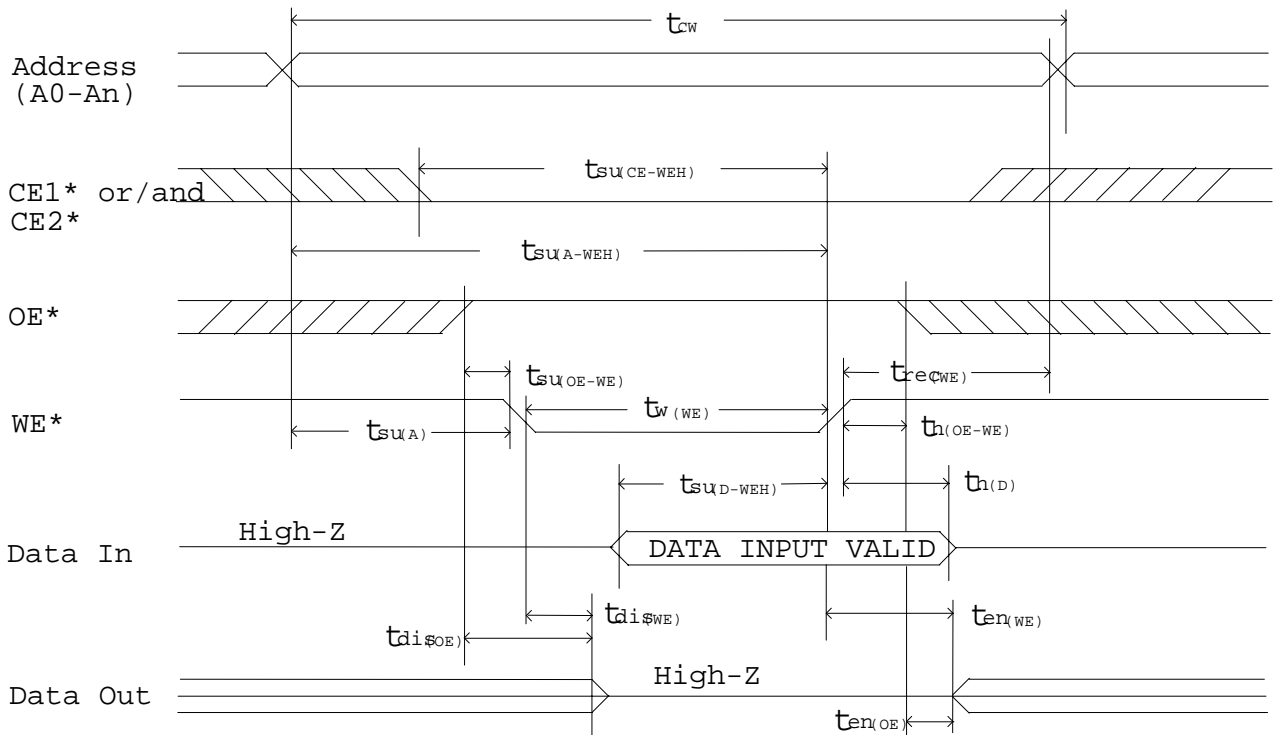 tCW
Address
(A0-An)
tsu(CE-WEH)
CE1* or/and
CE2*
tsu(A-WEH)
OE*
tsu(OE-WE)
trec(WE)
tw(WE)
WE*
tsu(A)
th(OE-WE)
tsu(D-WEH)
th(D)
High-Z
Data In
DATA INPUT VALID
tdis(WE)
ten(WE)
tdis(OE)
High-Z
Data Out
ten(OE)